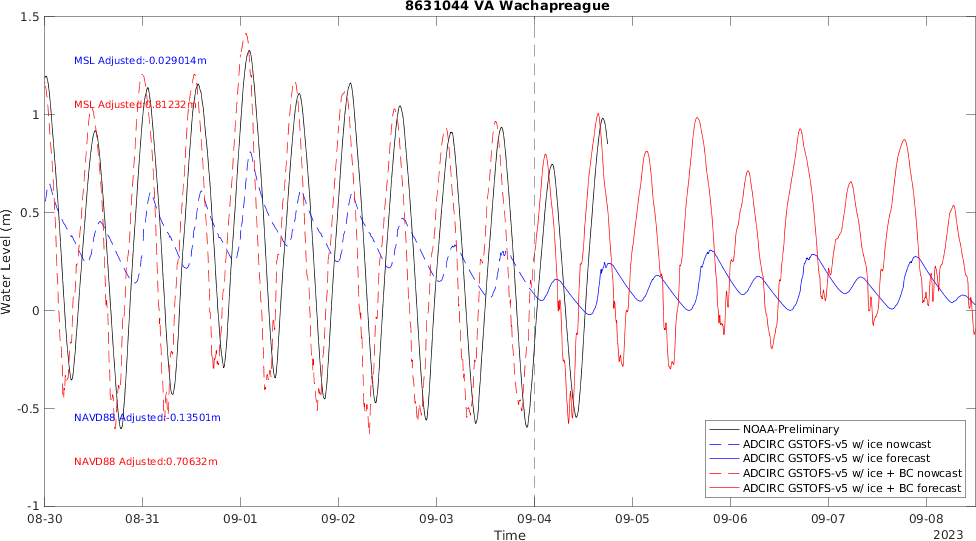 8631044 VA Wachapreague
1.5
1
0.5
0
-0.5
-1
Water Level (m)
MSL Adjusted:-0.029014m
MSL Adjusted:0.81232m
NAVD88 Adjusted:-0.13501m
NAVD88 Adjusted:0.70632m
NOAA-Preliminary
ADCIRC GSTOFS-v5 w/ ice nowcast
ADCIRC GSTOFS-v5 w/ ice forecast
ADCIRC GSTOFS-v5 w/ ice + BC nowcast
ADCIRC GSTOFS-v5 w/ ice + BC forecast
08-30 08-31 09-01 09-02 09-03 09-04 09-05 09-06 09-07 09-08
Time
2023